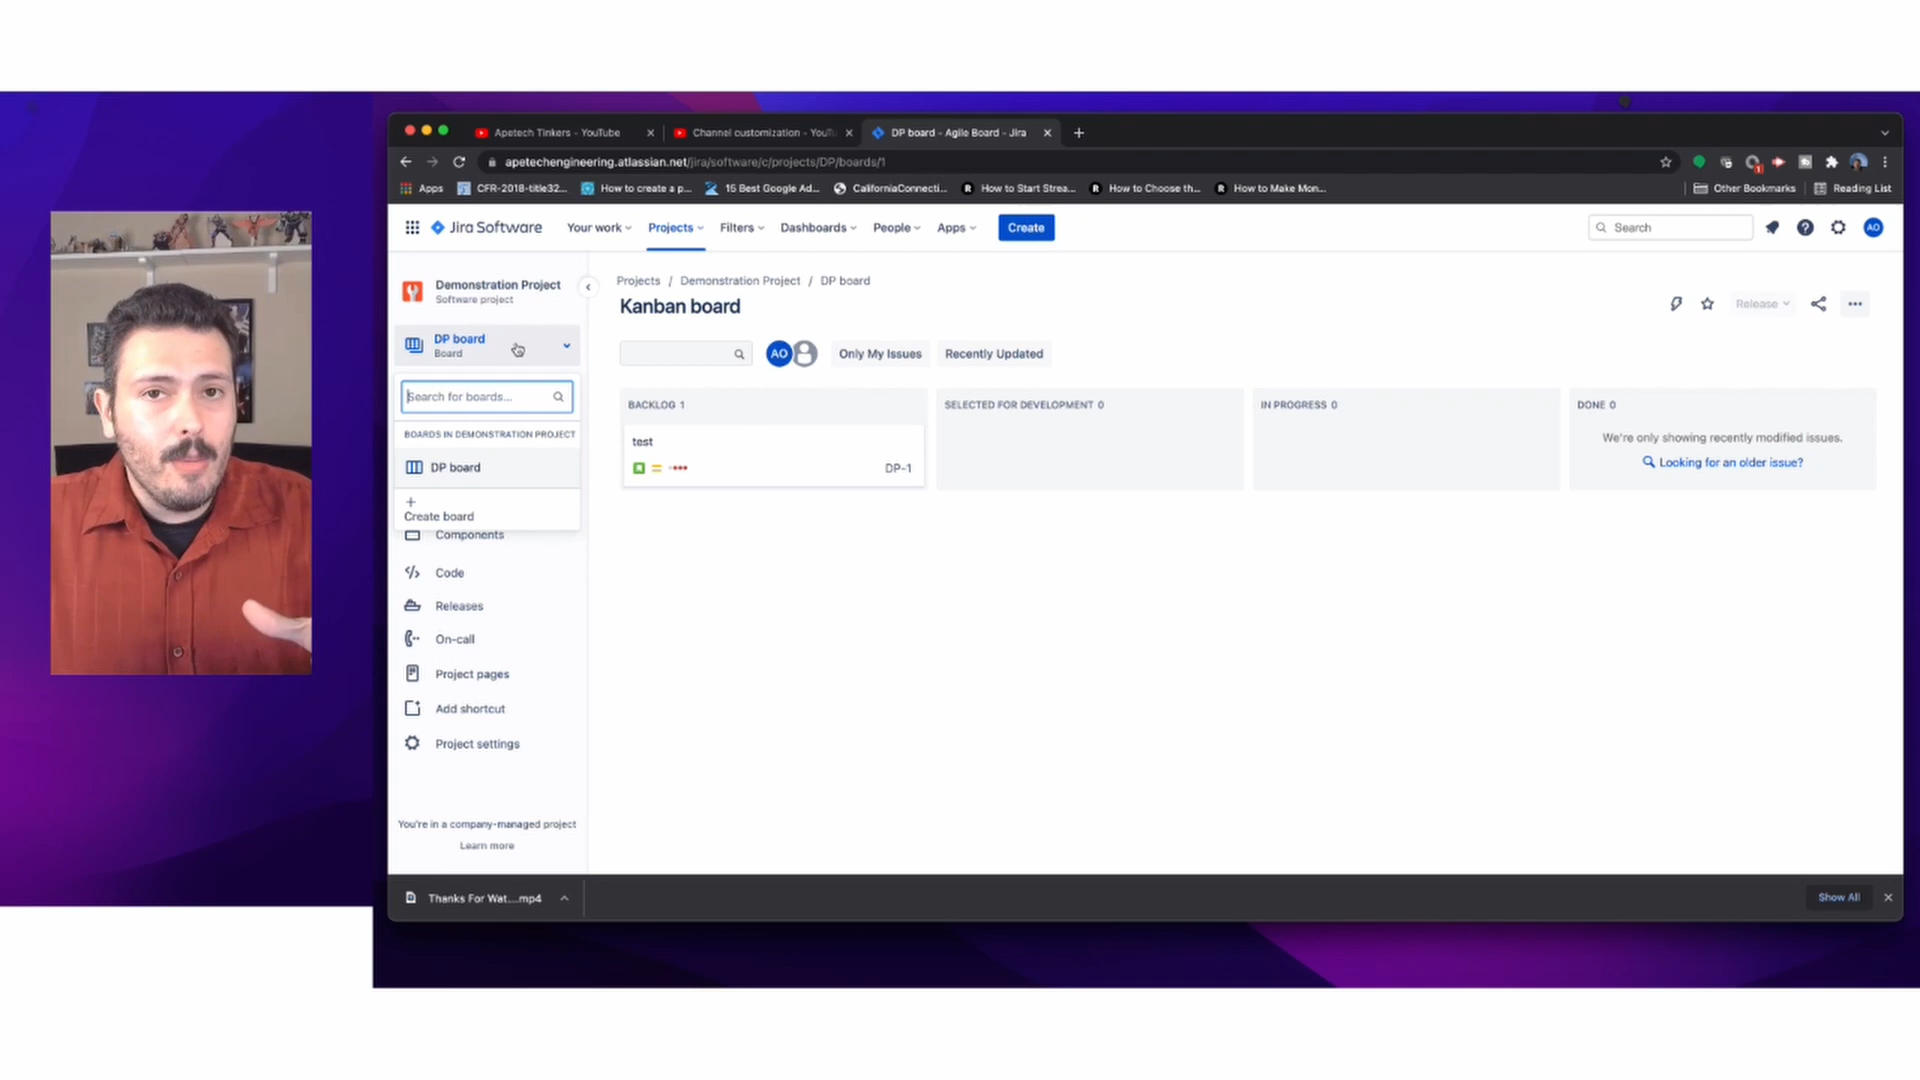 Apetech Tinkers - YouTube
Channel customization - YouTu
DP board - Agile Board - Jira
apetechengineering.atlassian.net/jira/software/c/projects/DP/boards/1
Apps
CFR-2018-title32...
How to create a p...
15 Best Google Ad...
CaliforniaConnecti...
How to Start Strea...
How to Choose th...
How to Make Mon...
Other Bookmarks
Reading List
Jira Software
Your work
Projects
Filters
Dashboards
People
Apps
Create
Search
AO
Demonstration Project
Software project
Projects / Demonstration Project / DP board
Kanban board
Release
DP board
Board
AO
Only My Issues
Recently Updated
Search for boards...
BOARDS IN DEMONSTRATION PROJECT
DP board
+
Create board
Components
Code
Releases
On-call
Project pages
Add shortcut
Project settings
You're in a company-managed project
Learn more
BACKLOG 1
test
DP-1
SELECTED FOR DEVELOPMENT 0
IN PROGRESS 0
DONE 0
We're only showing recently modified issues.
Looking for an older issue?
Thanks For Wat....mp4
Show All